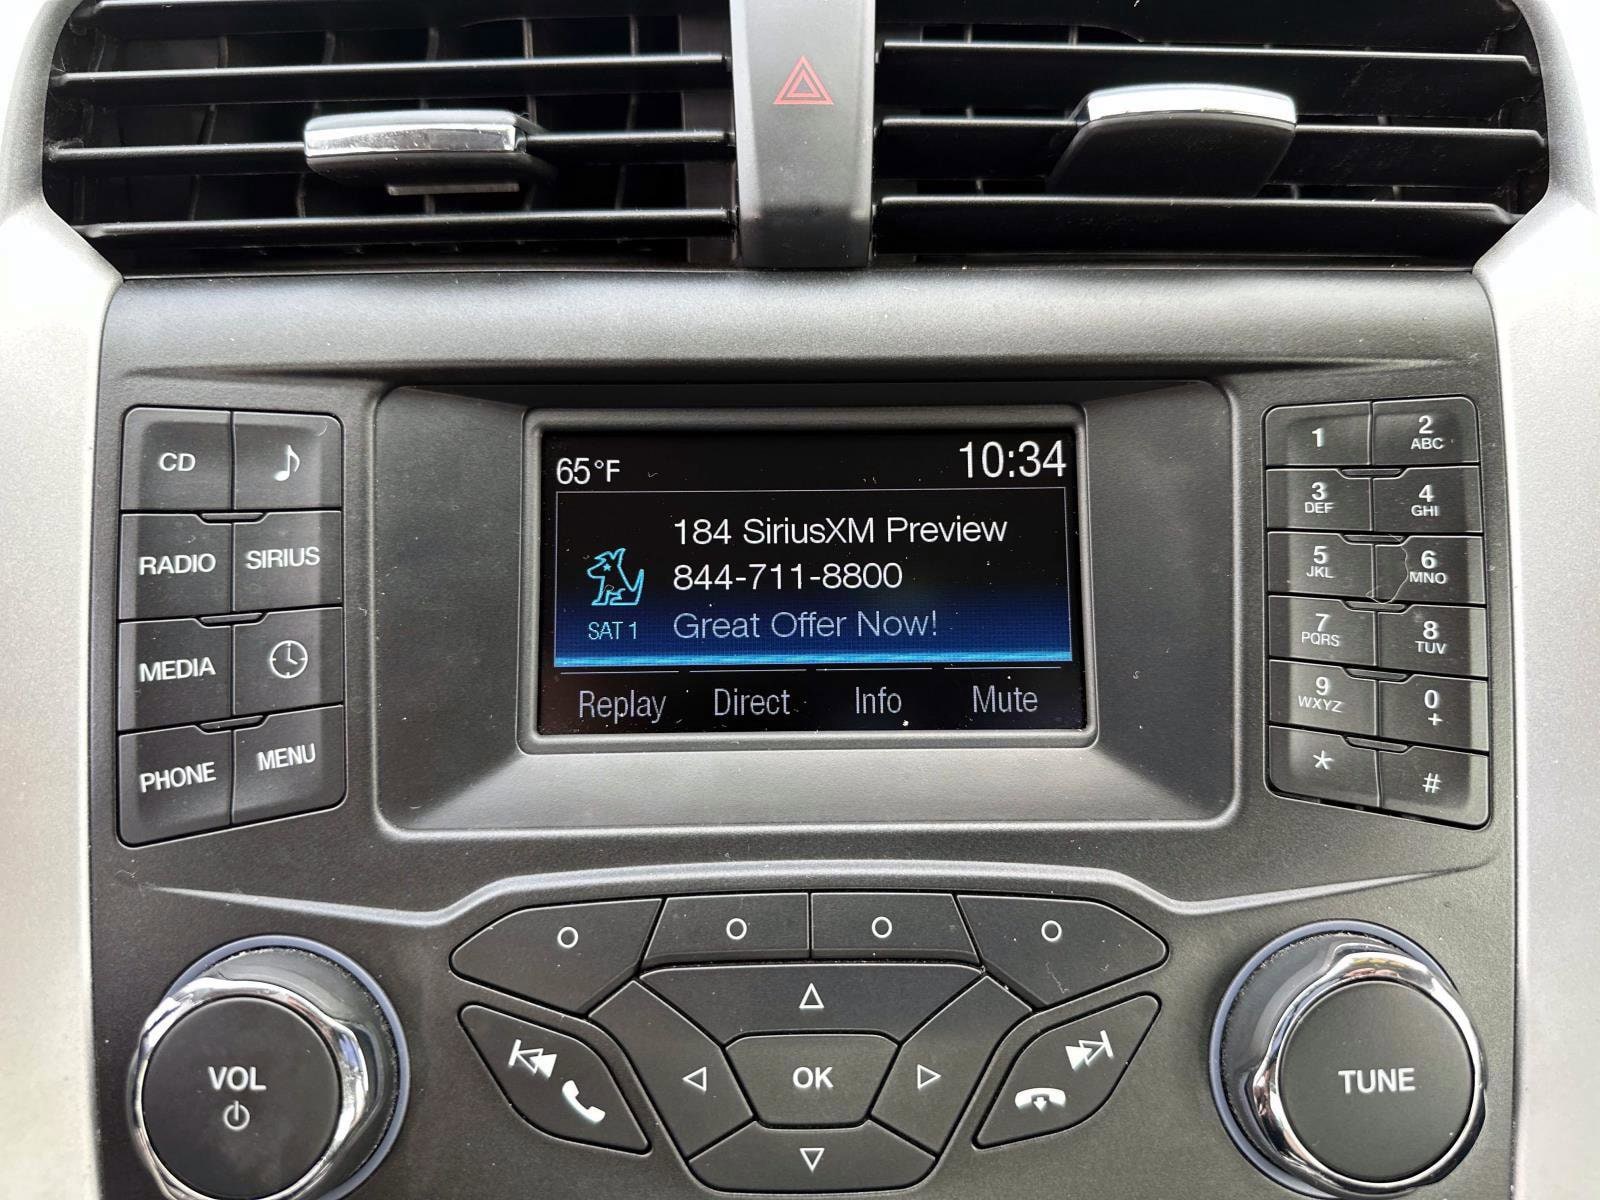 65°F
10:34
184 SiriusXM Preview
844-711-8800
SAT 1
Great Offer Now!
Replay
Direct
Info
Mute
CD
RADIO
SIRIUS
MEDIA
PHONE
MENU
1
2
ABC
3
DEF
4
GHI
5
JKL
6
MNO
7
PQRS
8
TUV
9
WXYZ
0
+
*
#
VOL
OK
TUNE